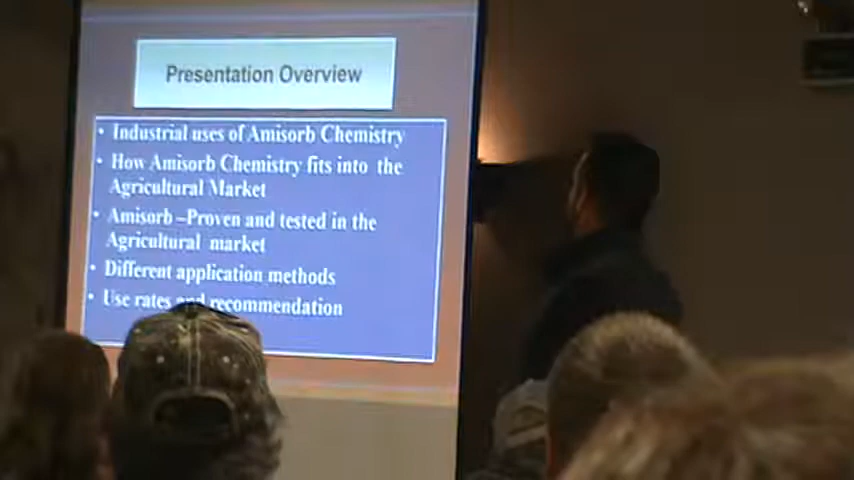 Presentation Overview
• Industrial uses of Amisorb Chemistry
• How Amisorb Chemistry fits into the
Agricultural Market
• Amisorb –Proven and tested in the
Agricultural market
• Different application methods
• Use rates and recommendation